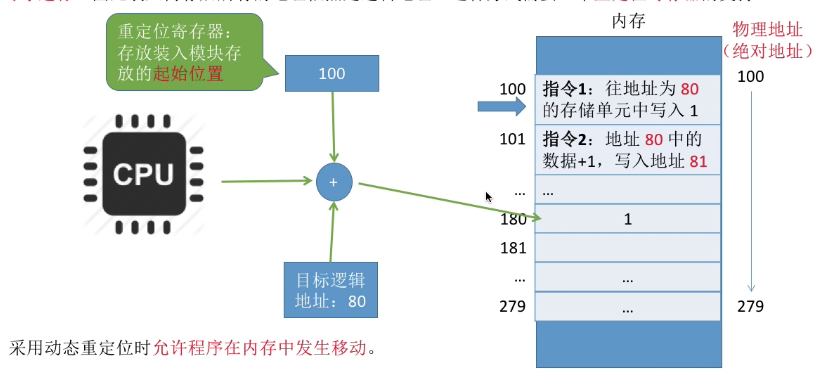 内存
重定位寄存器：
存放装入模块存
放的起始位置
100
物理地址
（绝对地址）
100
100
指令1：往地址为 80
的存储单元中写入 1
101
指令2：地址 80 中的
数据+1，写入地址 81
CPU
+
... ...
180 1
181
目标逻辑
地址：80
... ...
279 ... 279
采用动态重定位时允许程序在内存中发生移动。